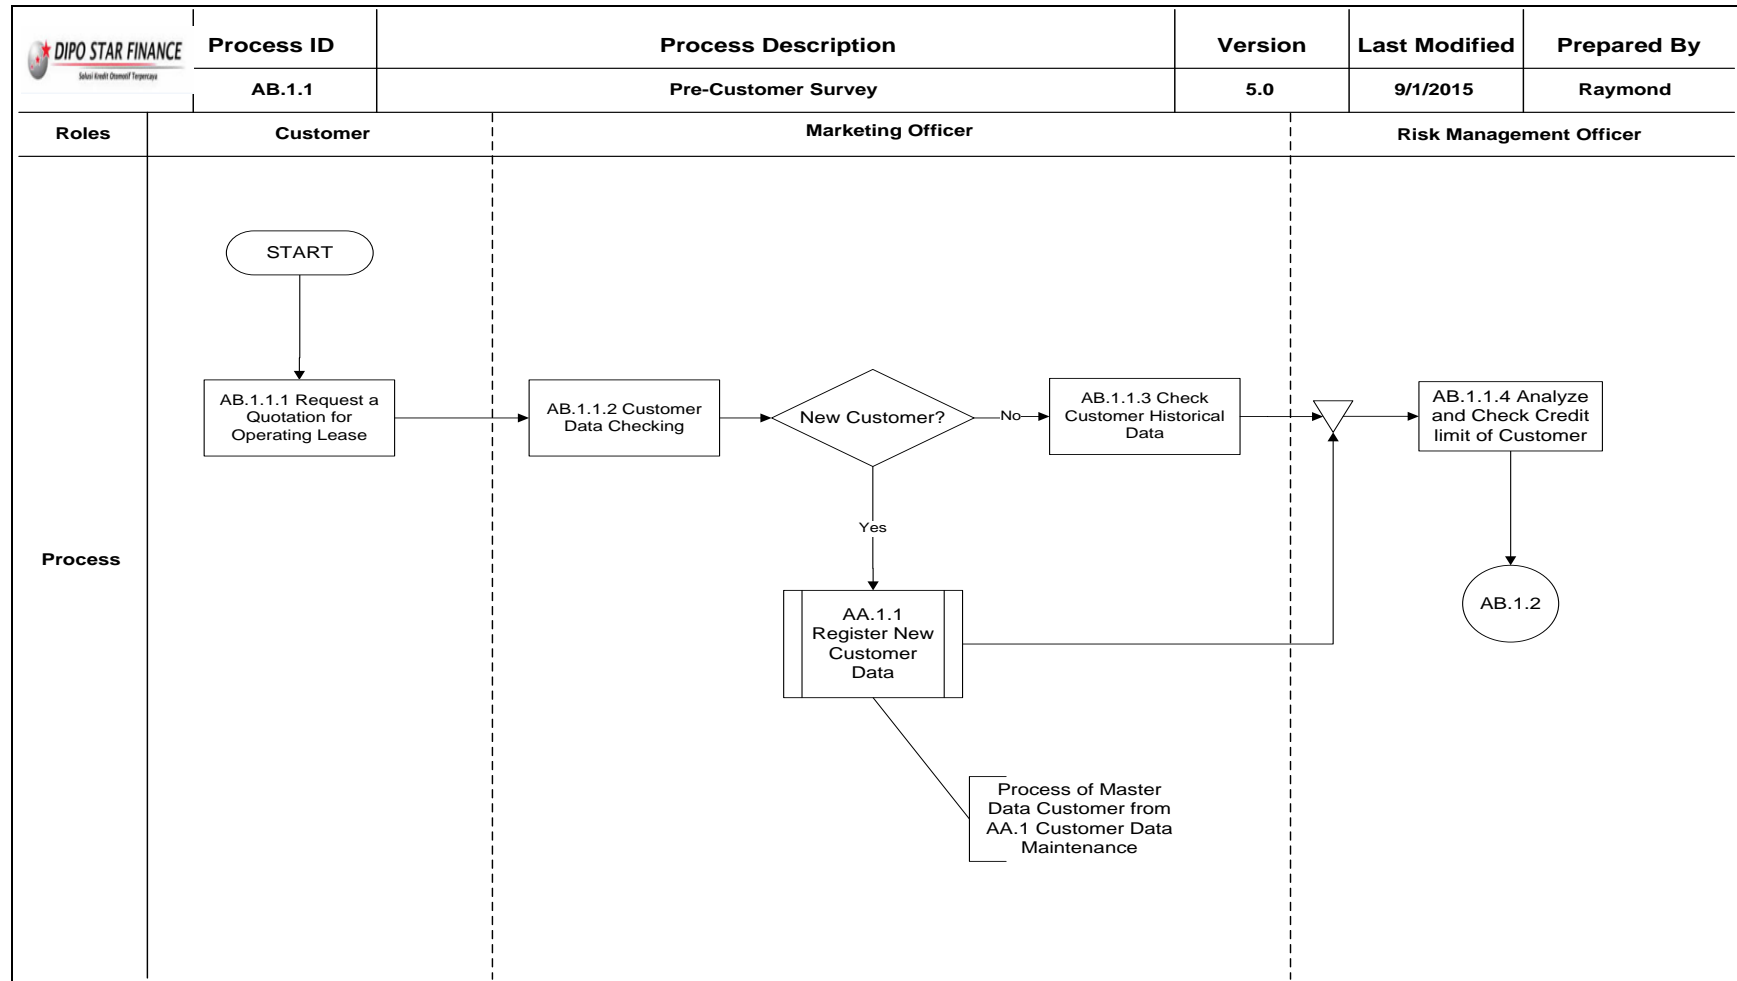 DIPO STAR FINANCE
Solusi Kredit Otomotif Terpercaya
Process ID
Process Description
Version
Last Modified
Prepared By
AB.1.1
Pre-Customer Survey
5.0
9/1/2015
Raymond
Roles
Customer
Marketing Officer
Risk Management Officer
Process
START
AB.1.1.1 Request a
Quotation for
Operating Lease
AB.1.1.2 Customer
Data Checking
New Customer?
No
AB.1.1.3 Check
Customer Historical
Data
AB.1.1.4 Analyze
and Check Credit
limit of Customer
Yes
AA.1.1
Register New
Customer
Data
AB.1.2
Process of Master
Data Customer from
AA.1 Customer Data
Maintenance